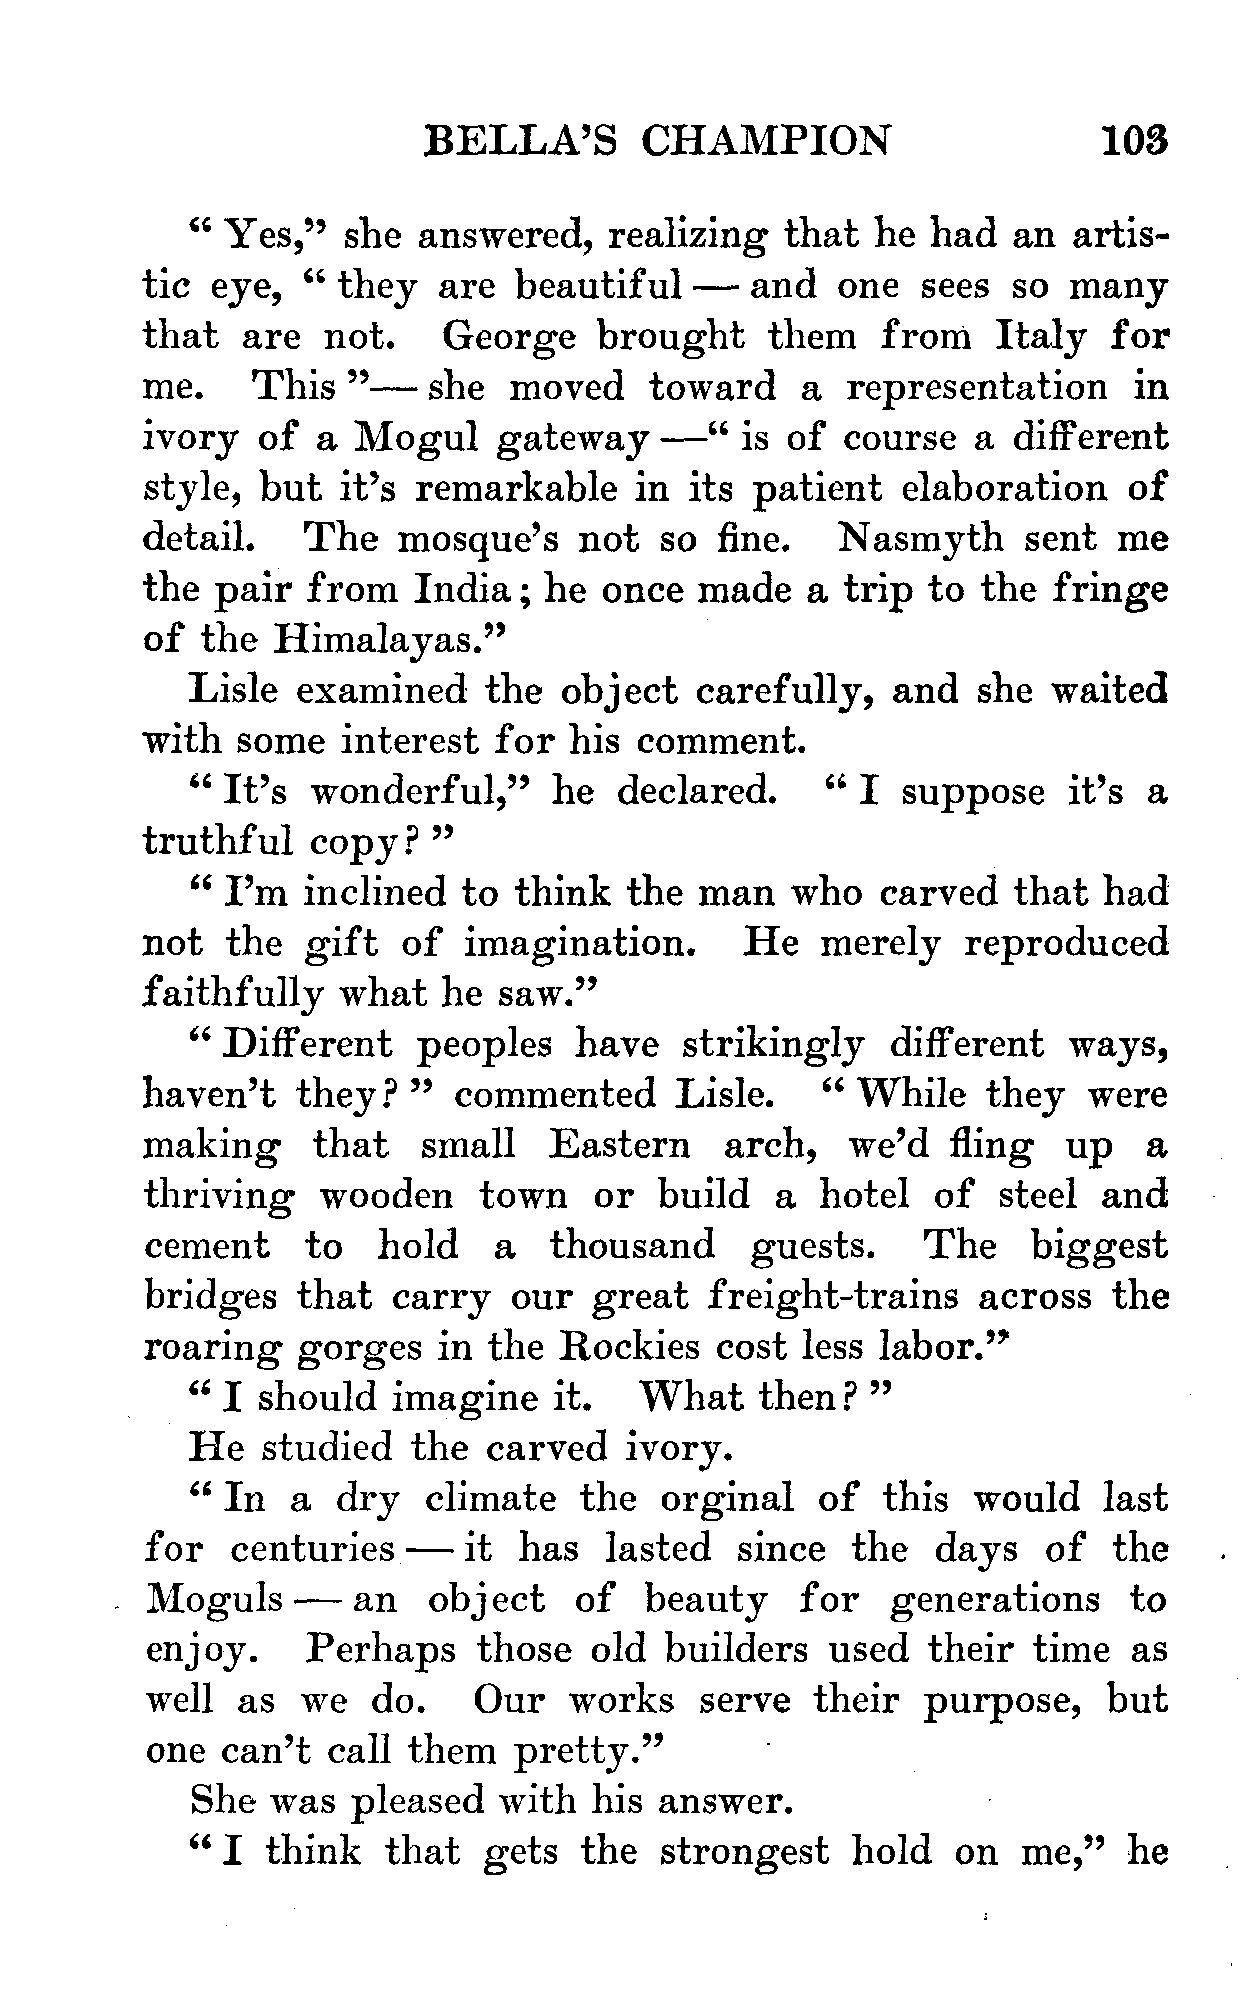 BELLA'S CHAMPION 103
" Yes," she answered, realizing that he had an artis-
tic eye, " they are beautiful — and one sees so many
that are not. George brought them from Italy for
me. This "— she moved toward a representation in
ivory of a Mogul gateway —" is of course a different
style, but it's remarkable in its patient elaboration of
detail. The mosque's not so fine. Nasmyth sent me
the pair from India; he once made a trip to the fringe
of the Himalayas."
Lisle examined the object carefully, and she waited
with some interest for his comment.
" It's wonderful," he declared. " I suppose it's a
truthful copy? "
" I'm inclined to think the man who carved that had
not the gift of imagination. He merely reproduced
faithfully what he saw."
" Different peoples have strikingly different ways,
haven't they? " commented Lisle. " While they were
making that small Eastern arch, we'd fling up a
thriving wooden town or build a hotel of steel and
cement to hold a thousand guests. The biggest
bridges that carry our great freight-trains across the
roaring gorges in the Rockies cost less labor."
" I should imagine it. What then? "
He studied the carved ivory.
" In a dry climate the orginal of this would last
for centuries — it has lasted since the days of the
Moguls — an object of beauty for generations to
enjoy. Perhaps those old builders used their time as
well as we do. Our works serve their purpose, but
one can't call them pretty."
She was pleased with his answer.
" I think that gets the strongest hold on me," he